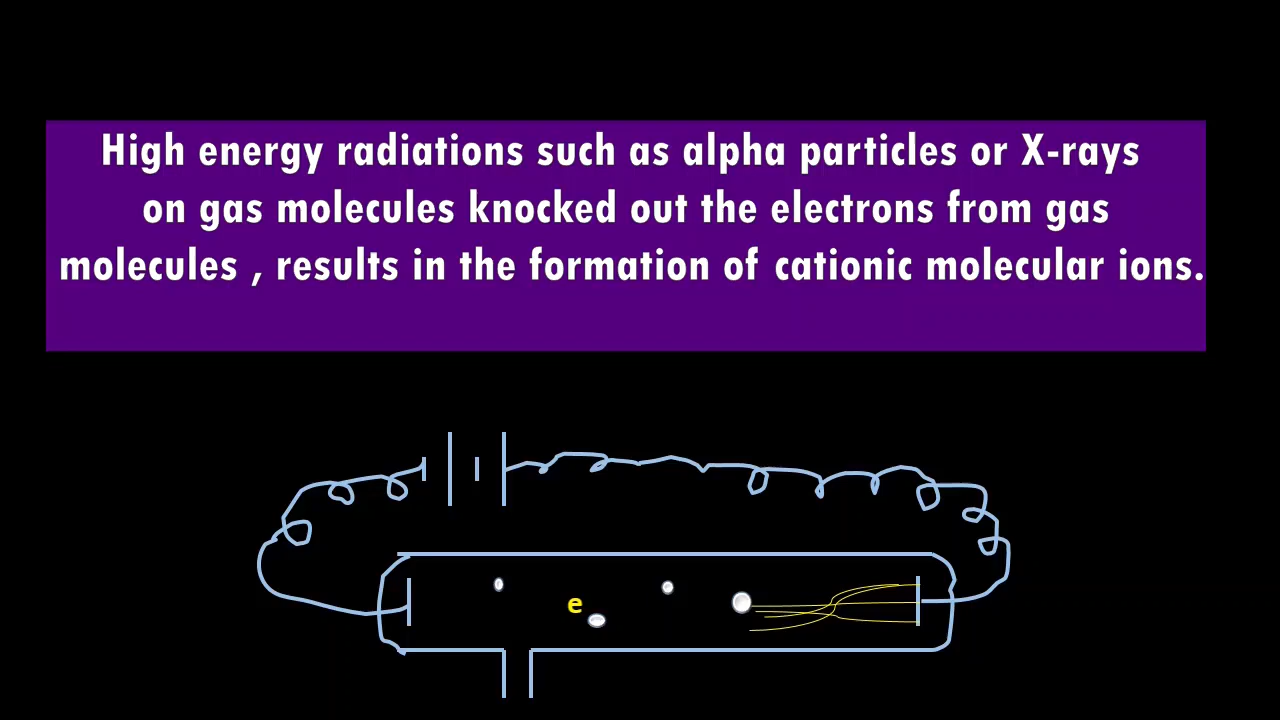 High energy radiations such as alpha particles or X-rays
on gas molecules knocked out the electrons from gas
molecules , results in the formation of cationic molecular ions.
e